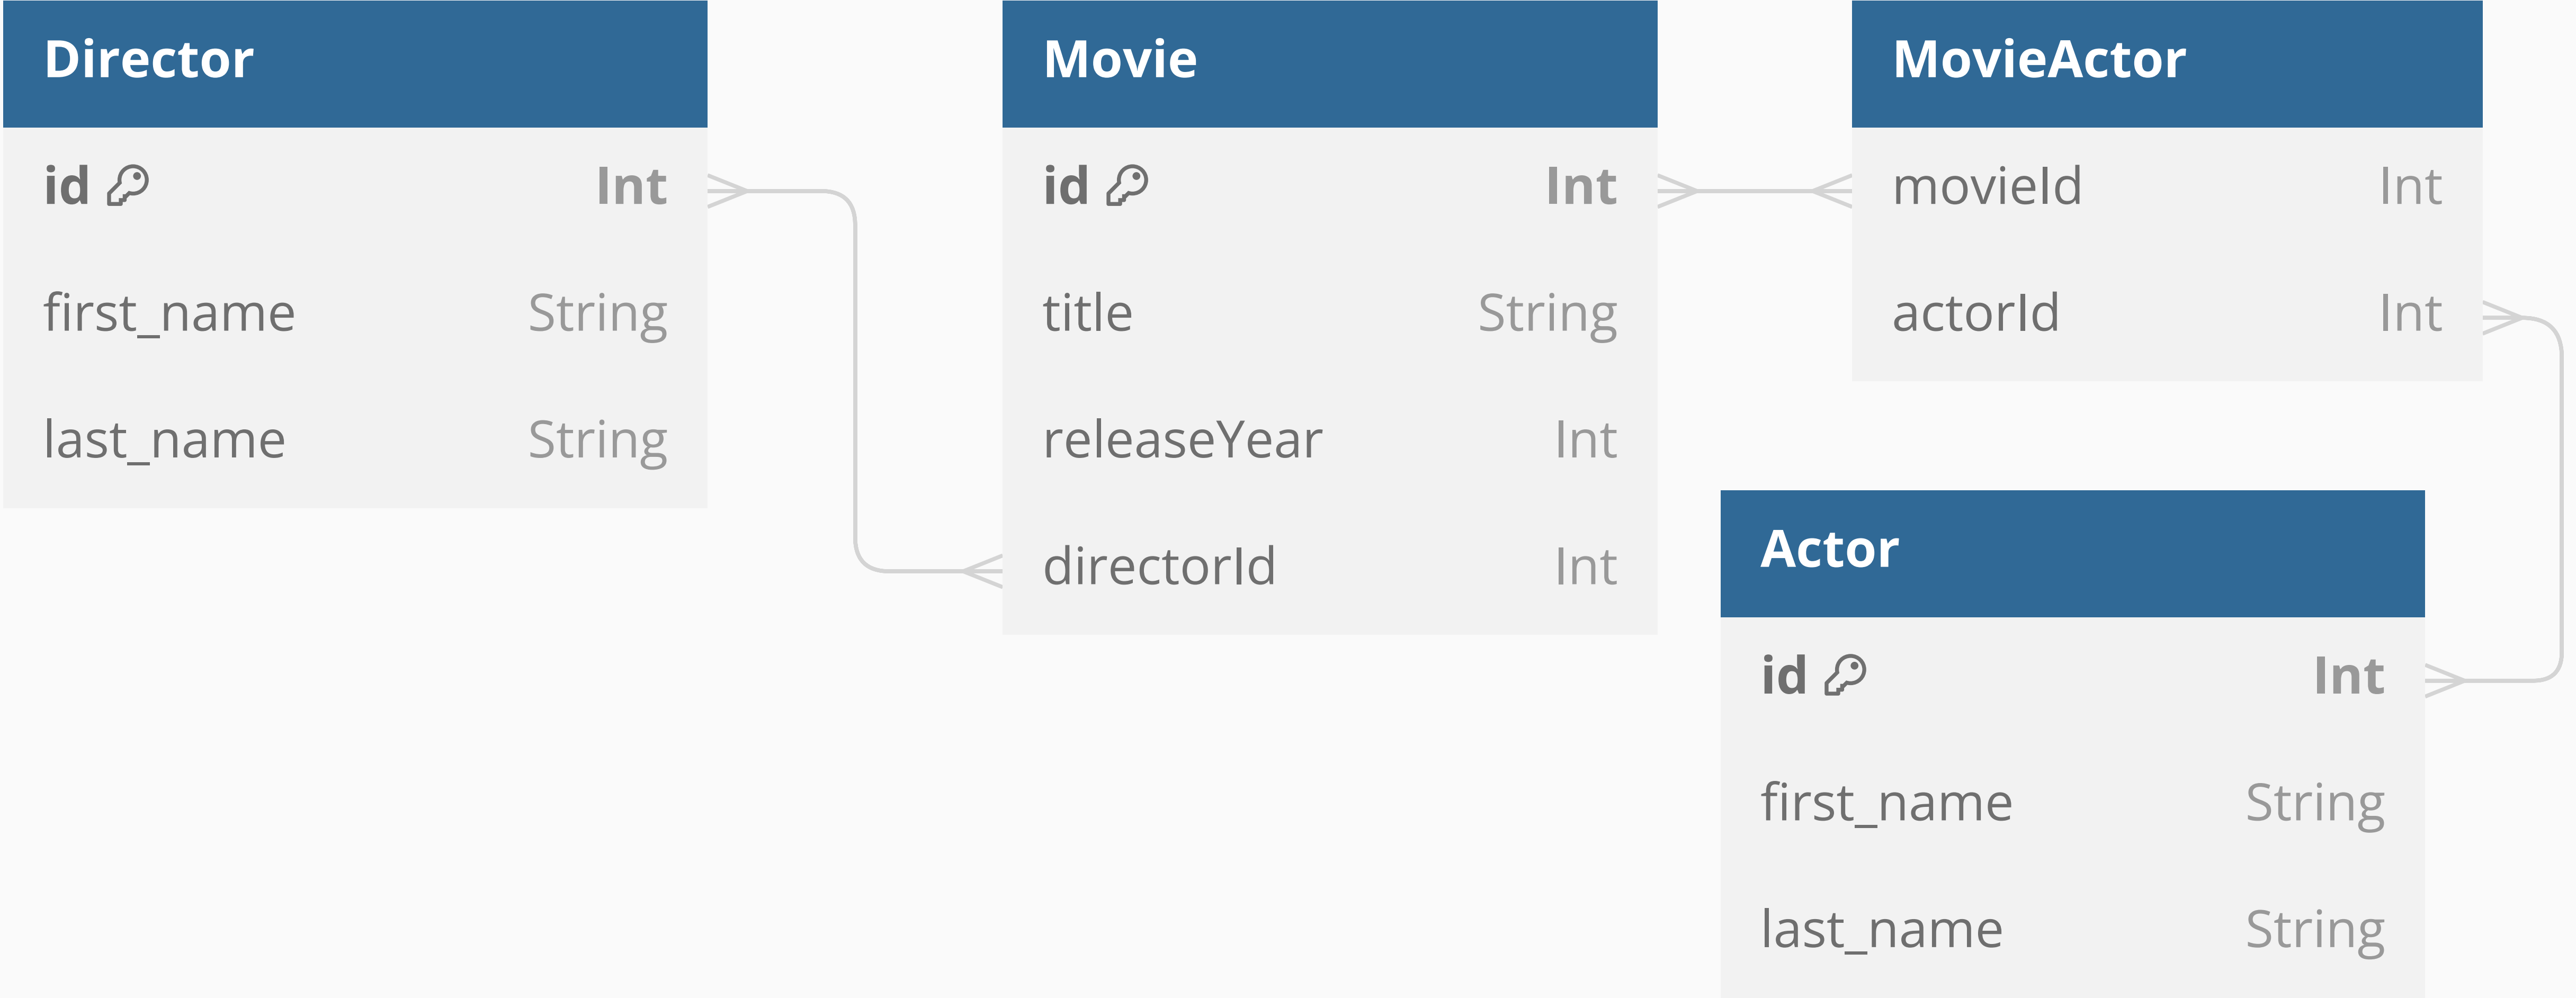 Director
id Int
first_name String
last_name String
Movie
id Int
title String
releaseYear Int
directorId Int
MovieActor
movieId Int
actorId Int
Actor
id Int
first_name String
last_name String